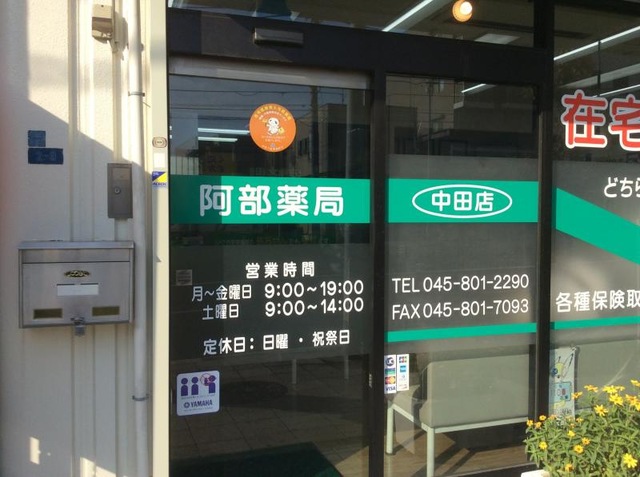 阿部薬局
中田店
営業時間
月～金曜日 9:00～19:00
土曜日 9:00～14:00
定休日：日曜・祝祭日
TEL 045-801-2290
FAX 045-801-7093
在宅
どちら
各種保険取
YAMAHA
VISA